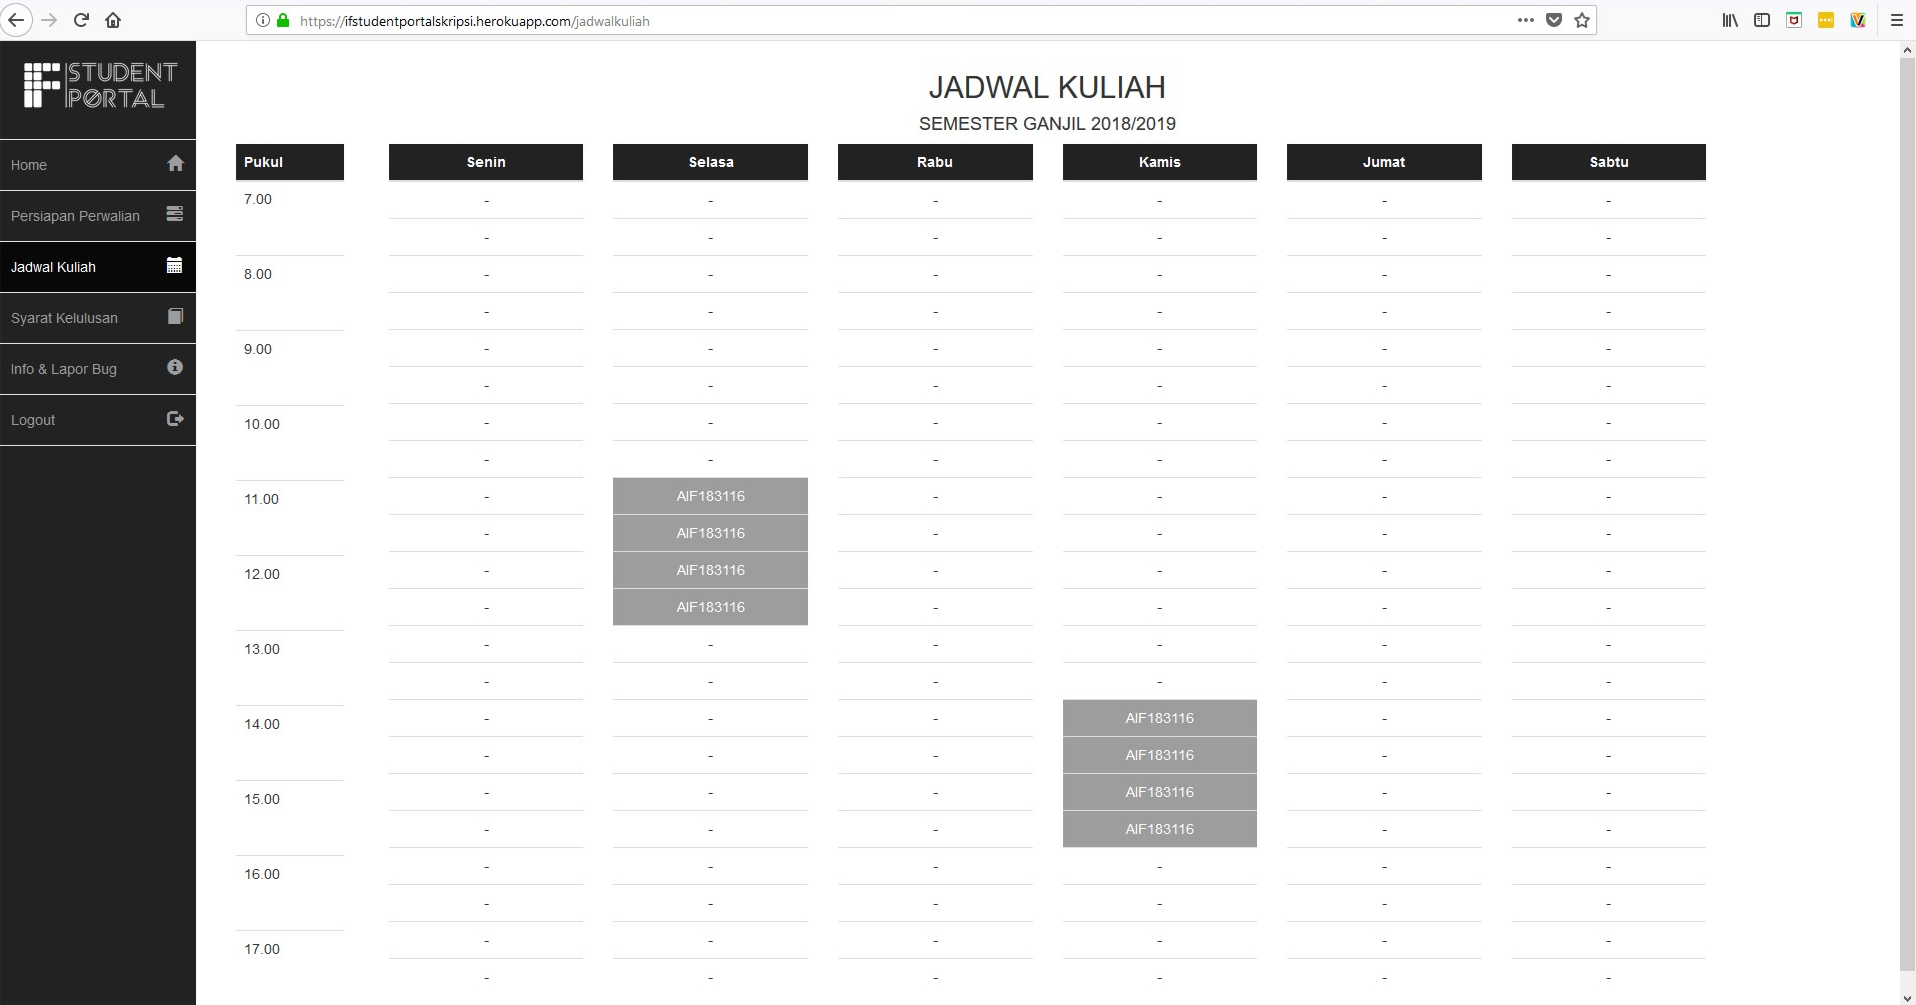 https://ifstudentportalskripsi.herokuapp.com/jadwalkuliah
IF STUDENT
PØRTAL
Home
Persiapan Perwalian
Jadwal Kuliah
Syarat Kelulusan
Info & Lapor Bug
Logout
JADWAL KULIAH
SEMESTER GANJIL 2018/2019
Pukul Senin Selasa Rabu Kamis Jumat Sabtu
7.00 - - - - - -
- - - - - -
8.00 - - - - - -
- - - - - -
9.00 - - - - - -
- - - - - -
10.00 - - - - - -
- - - - - -
11.00 - AIF183116 - - - -
- AIF183116 - - - -
12.00 - AIF183116 - - - -
- AIF183116 - - - -
13.00 - - - - - -
- - - - - -
14.00 - - - AIF183116 - -
- - - AIF183116 - -
15.00 - - - AIF183116 - -
- - - AIF183116 - -
16.00 - - - - - -
- - - - - -
17.00 - - - - - -
- - - - - -